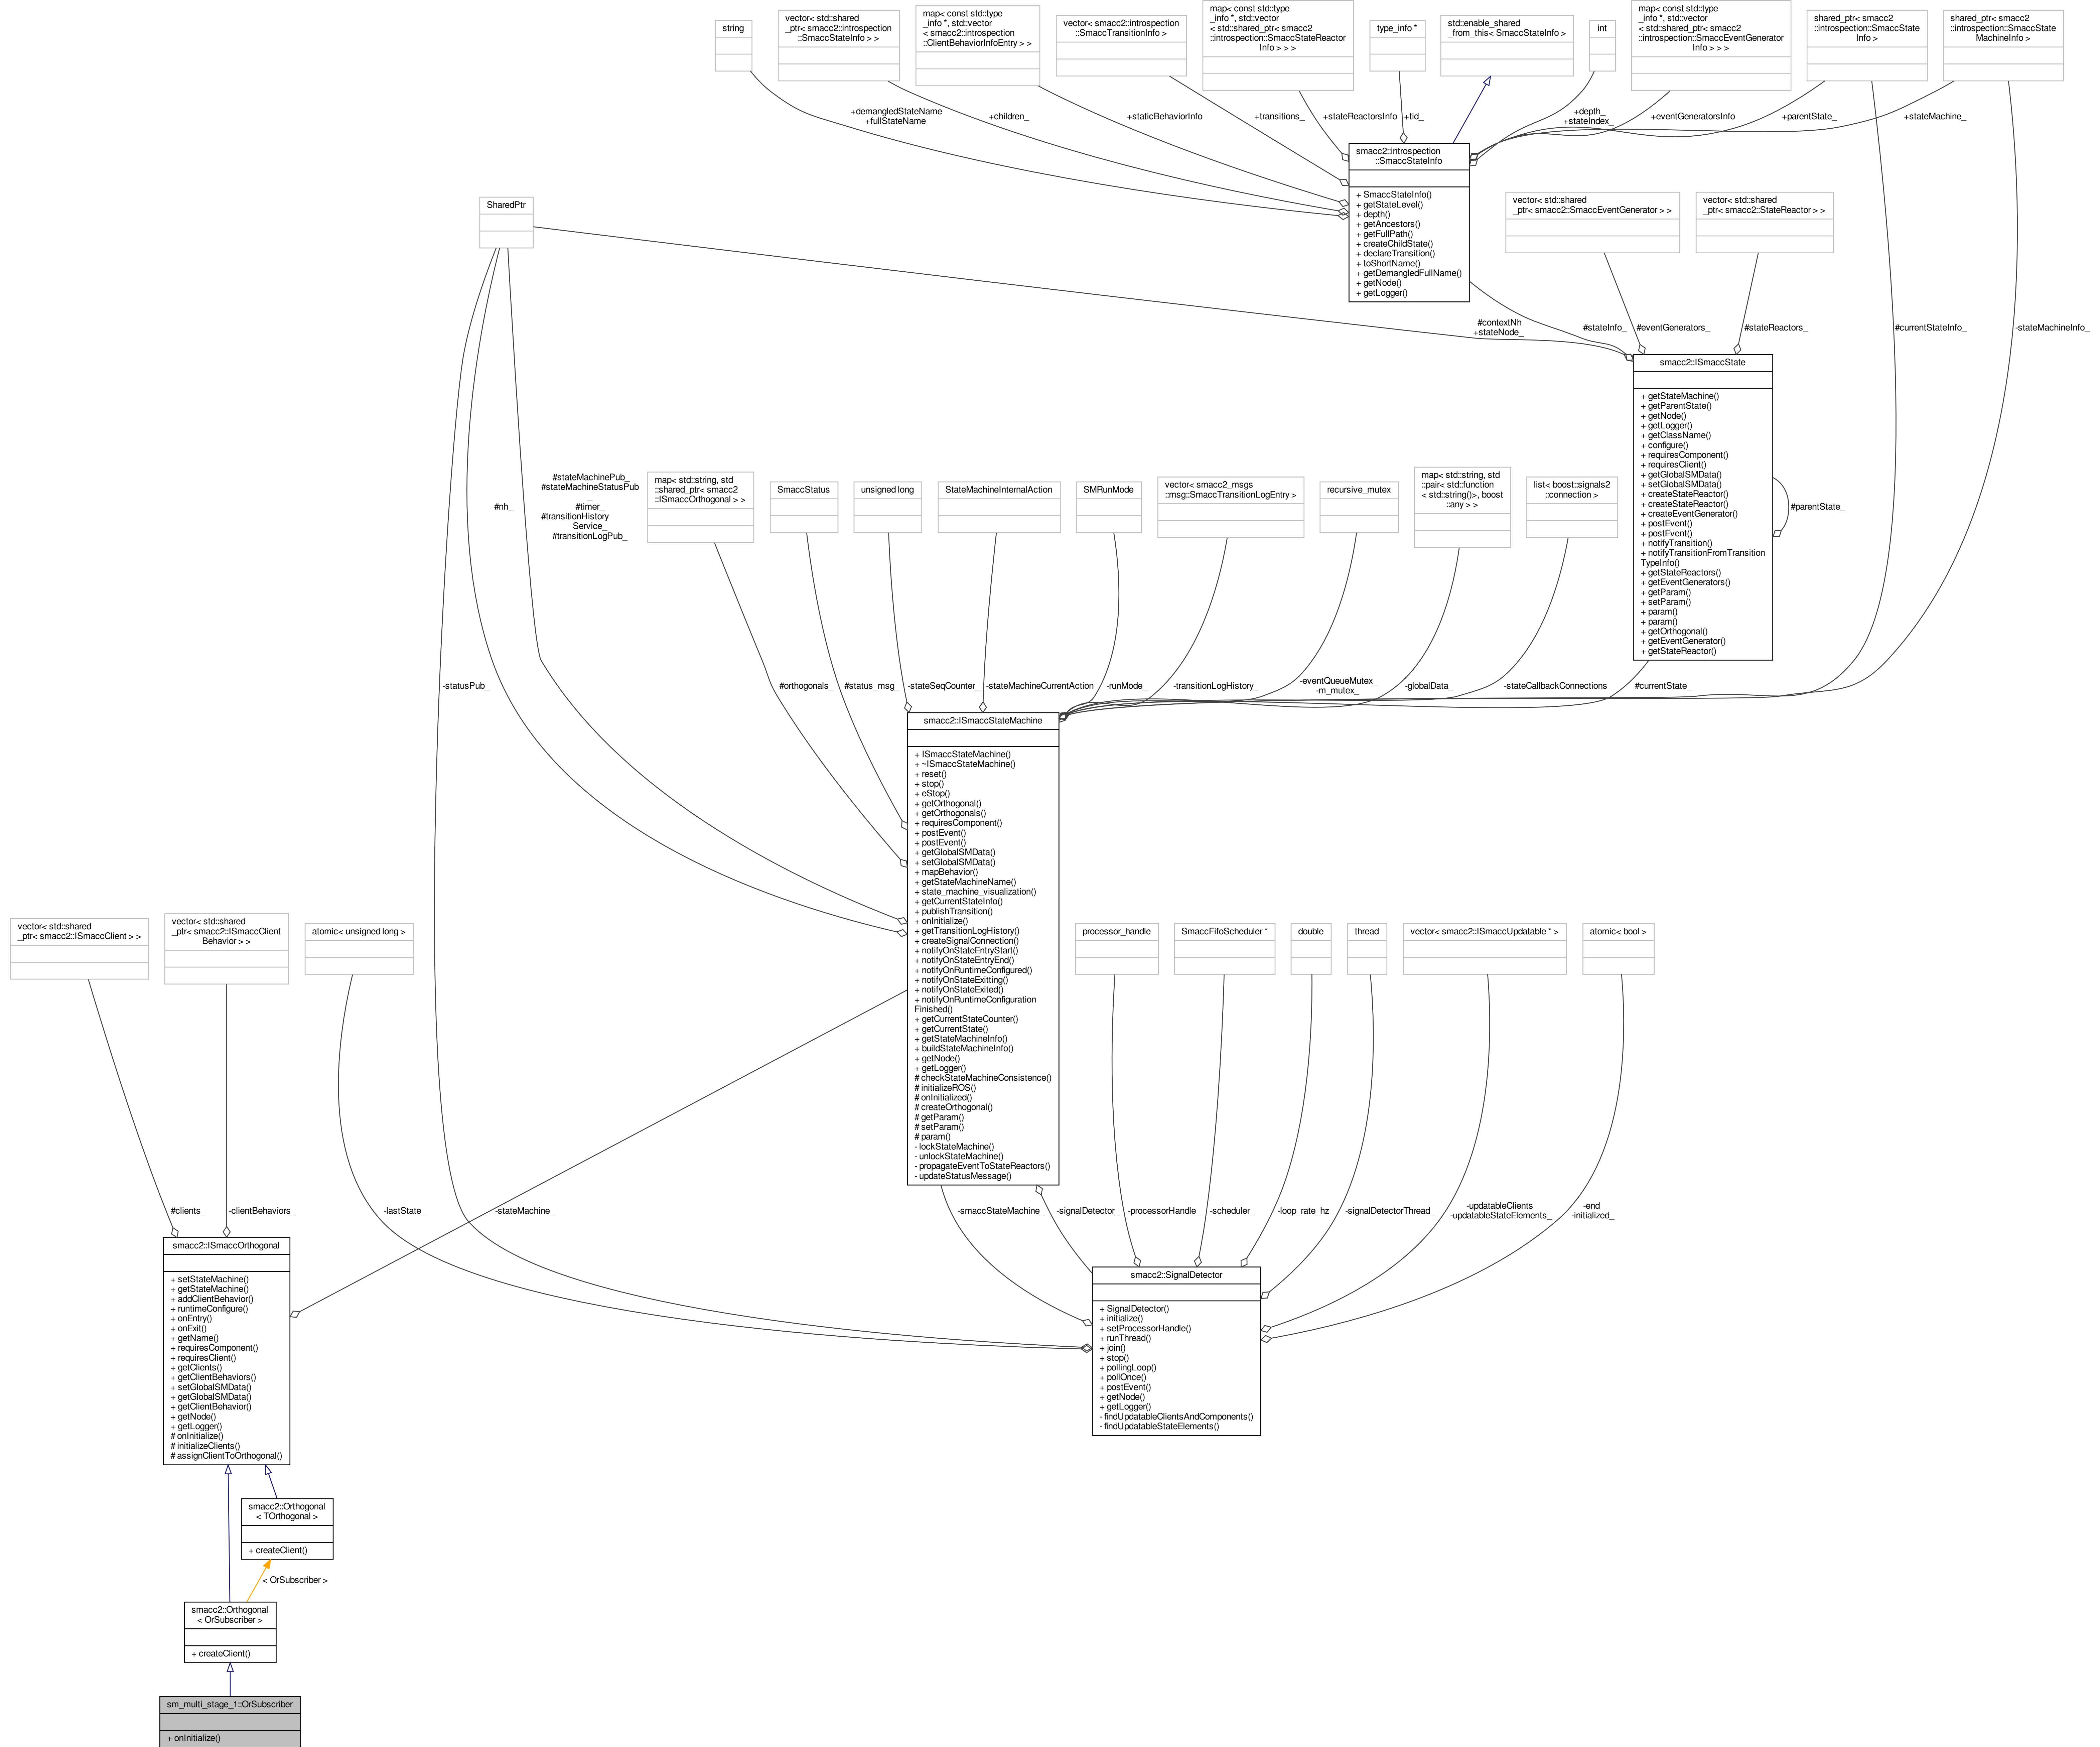 string
vector< std::shared
_ptr< smacc2::introspection
::SmaccStateInfo > >
map< const std::type
_info *, std::vector
< smacc2::introspection
::ClientBehaviorInfoEntry > >
vector< smacc2::introspection
::SmaccTransitionInfo >
map< const std::type
_info *, std::vector
< std::shared_ptr< smacc2
::introspection::SmaccStateReactor
Info > > >
type_info *
std::enable_shared
_from_this< SmaccStateInfo >
int
map< const std::type
_info *, std::vector
< std::shared_ptr< smacc2
::introspection::SmaccEventGenerator
Info > > >
shared_ptr< smacc2
::introspection::SmaccState
Info >
shared_ptr< smacc2
::introspection::SmaccState
MachineInfo >
+demangledStateName
+fullStateName
+children_
+staticBehaviorInfo
+transitions_
+stateReactorsInfo
+tid_
+depth_
+stateIndex_
+eventGeneratorsInfo
+parentState_
+stateMachine_
smacc2::introspection
::SmaccStateInfo
+ SmaccStateInfo()
+ getStateLevel()
+ depth()
+ getAncestors()
+ getFullPath()
+ createChildState()
+ declareTransition()
+ toShortName()
+ getDemangledFullName()
+ getNode()
+ getLogger()
SharedPtr
vector< std::shared
_ptr< smacc2::SmaccEventGenerator > >
vector< std::shared
_ptr< smacc2::StateReactor > >
#contextNh
+stateNode_
#stateInfo_
#eventGenerators_
#stateReactors_
#currentStateInfo_
-stateMachineInfo_
smacc2::ISmaccState
+ getStateMachine()
+ getParentState()
+ getNode()
+ getLogger()
+ getClassName()
+ configure()
+ requiresComponent()
+ requiresClient()
+ getGlobalSMData()
+ setGlobalSMData()
+ createStateReactor()
+ createStateReactor()
+ createEventGenerator()
+ postEvent()
+ postEvent()
+ notifyTransition()
+ notifyTransitionFromTransition
TypeInfo()
+ getStateReactors()
+ getEventGenerators()
+ getParam()
+ setParam()
+ param()
+ param()
+ getOrthogonal()
+ getEventGenerator()
+ getStateReactor()
#parentState_
#nh_
#stateMachinePub_
#stateMachineStatusPub
_
#timer_
#transitionHistory
Service_
#transitionLogPub_
map< std::string, std
::shared_ptr< smacc2
::ISmaccOrthogonal > >
SmaccStatus
unsigned long
StateMachineInternalAction
SMRunMode
vector< smacc2_msgs
::msg::SmaccTransitionLogEntry >
recursive_mutex
map< std::string, std
::pair< std::function
< std::string()>, boost
::any > >
list< boost::signals2
::connection >
-statusPub_
#orthogonals_
#status_msg_
-stateSeqCounter_
-stateMachineCurrentAction
-runMode_
-transitionLogHistory_
-eventQueueMutex_
-m_mutex_
-globalData_
-stateCallbackConnections
#currentState_
smacc2::ISmaccStateMachine
+ ISmaccStateMachine()
+ ~ISmaccStateMachine()
+ reset()
+ stop()
+ eStop()
+ getOrthogonal()
+ getOrthogonals()
+ requiresComponent()
+ postEvent()
+ postEvent()
+ getGlobalSMData()
+ setGlobalSMData()
+ mapBehavior()
+ getStateMachineName()
+ state_machine_visualization()
+ getCurrentStateInfo()
+ publishTransition()
+ onInitialize()
+ getTransitionLogHistory()
+ createSignalConnection()
+ notifyOnStateEntryStart()
+ notifyOnStateEntryEnd()
+ notifyOnRuntimeConfigured()
+ notifyOnStateExitting()
+ notifyOnStateExited()
+ notifyOnRuntimeConfiguration
Finished()
+ getCurrentStateCounter()
+ getCurrentState()
+ getStateMachineInfo()
+ buildStateMachineInfo()
+ getNode()
+ getLogger()
# checkStateMachineConsistence()
# initializeROS()
# onInitialized()
# createOrthogonal()
# getParam()
# setParam()
# param()
- lockStateMachine()
- unlockStateMachine()
- propagateEventToStateReactors()
- updateStatusMessage()
vector< std::shared
_ptr< smacc2::ISmaccClient > >
vector< std::shared
_ptr< smacc2::ISmaccClient
Behavior > >
atomic< unsigned long >
processor_handle
SmaccFifoScheduler *
double
thread
vector< smacc2::ISmaccUpdatable * >
atomic< bool >
#clients_
-clientBehaviors_
-lastState_
-stateMachine_
-smaccStateMachine_
-signalDetector_
-processorHandle_
-scheduler_
-loop_rate_hz
-signalDetectorThread_
-updatableClients_
-updatableStateElements_
-end_
-initialized_
smacc2::ISmaccOrthogonal
+ setStateMachine()
+ getStateMachine()
+ addClientBehavior()
+ runtimeConfigure()
+ onEntry()
+ onExit()
+ getName()
+ requiresComponent()
+ requiresClient()
+ getClients()
+ getClientBehaviors()
+ setGlobalSMData()
+ getGlobalSMData()
+ getClientBehavior()
+ getNode()
+ getLogger()
# onInitialize()
# initializeClients()
# assignClientToOrthogonal()
smacc2::SignalDetector
+ SignalDetector()
+ initialize()
+ setProcessorHandle()
+ runThread()
+ join()
+ stop()
+ pollingLoop()
+ pollOnce()
+ postEvent()
+ getNode()
+ getLogger()
- findUpdatableClientsAndComponents()
- findUpdatableStateElements()
smacc2::Orthogonal
< TOrthogonal >
+ createClient()
< OrSubscriber >
smacc2::Orthogonal
< OrSubscriber >
+ createClient()
sm_multi_stage_1::OrSubscriber
+ onInitialize()